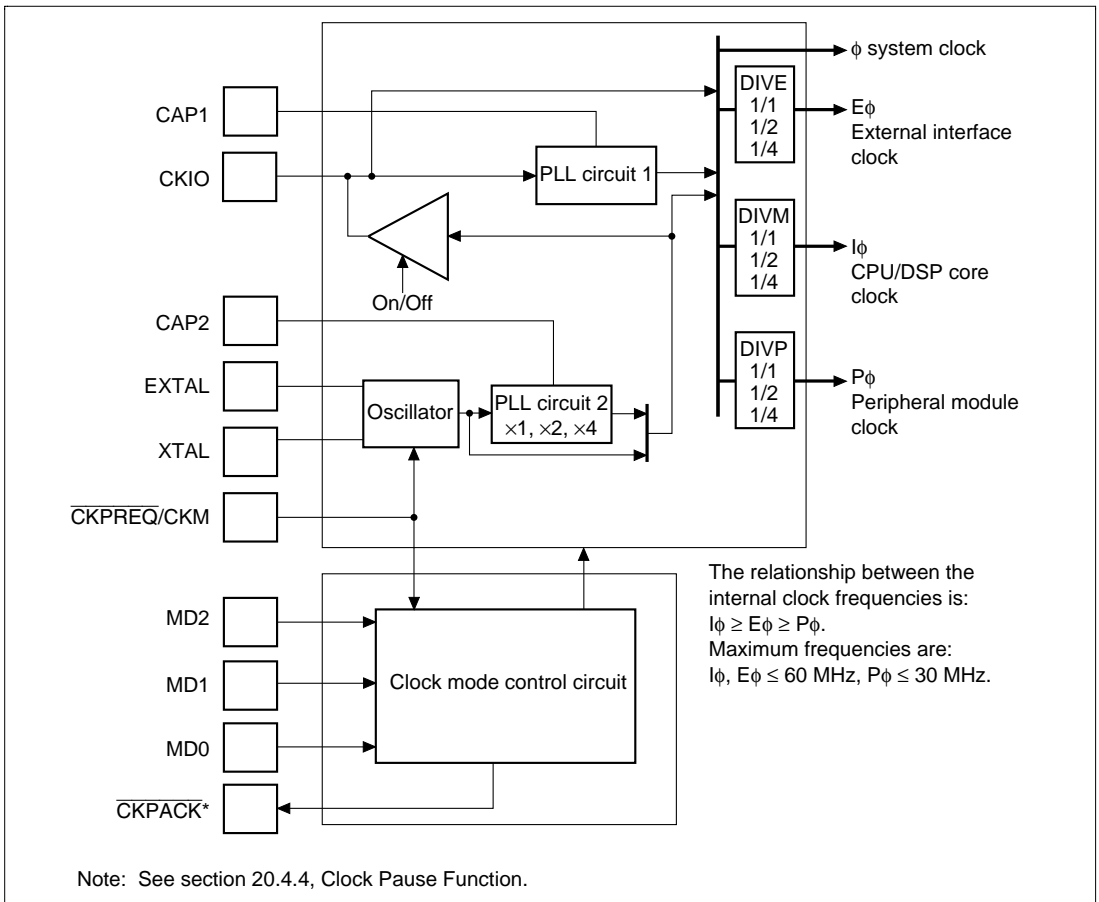 CAP1
CKIO
CAP2
EXTAL
XTAL
CKPREQ/CKM
MD2
MD1
MD0
CKPACK*
PLL circuit 1
On/Off
Oscillator
PLL circuit 2
×1, ×2, ×4
DIVE
1/1
1/2
1/4
DIVM
1/1
1/2
1/4
DIVP
1/1
1/2
1/4
ϕ system clock
Eϕ
External interface
clock
Iϕ
CPU/DSP core
clock
Pϕ
Peripheral module
clock
Clock mode control circuit
The relationship between the
internal clock frequencies is:
Iϕ ≥ Eϕ ≥ Pϕ.
Maximum frequencies are:
Iϕ, Eϕ ≤ 60 MHz, Pϕ ≤ 30 MHz.
Note: See section 20.4.4, Clock Pause Function.